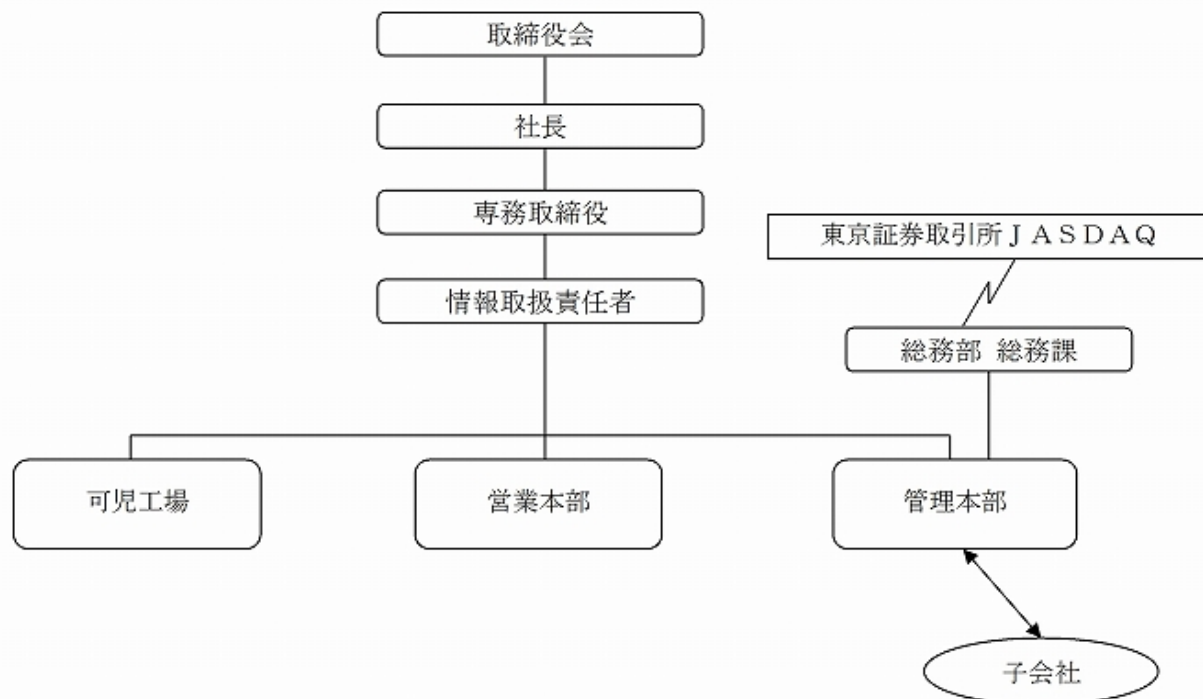 取締役会
社長
専務取締役
東京証券取引所ＪＡＳＤＡＱ
情報取扱責任者
総務部 総務課
可児工場
営業本部
管理本部
子会社